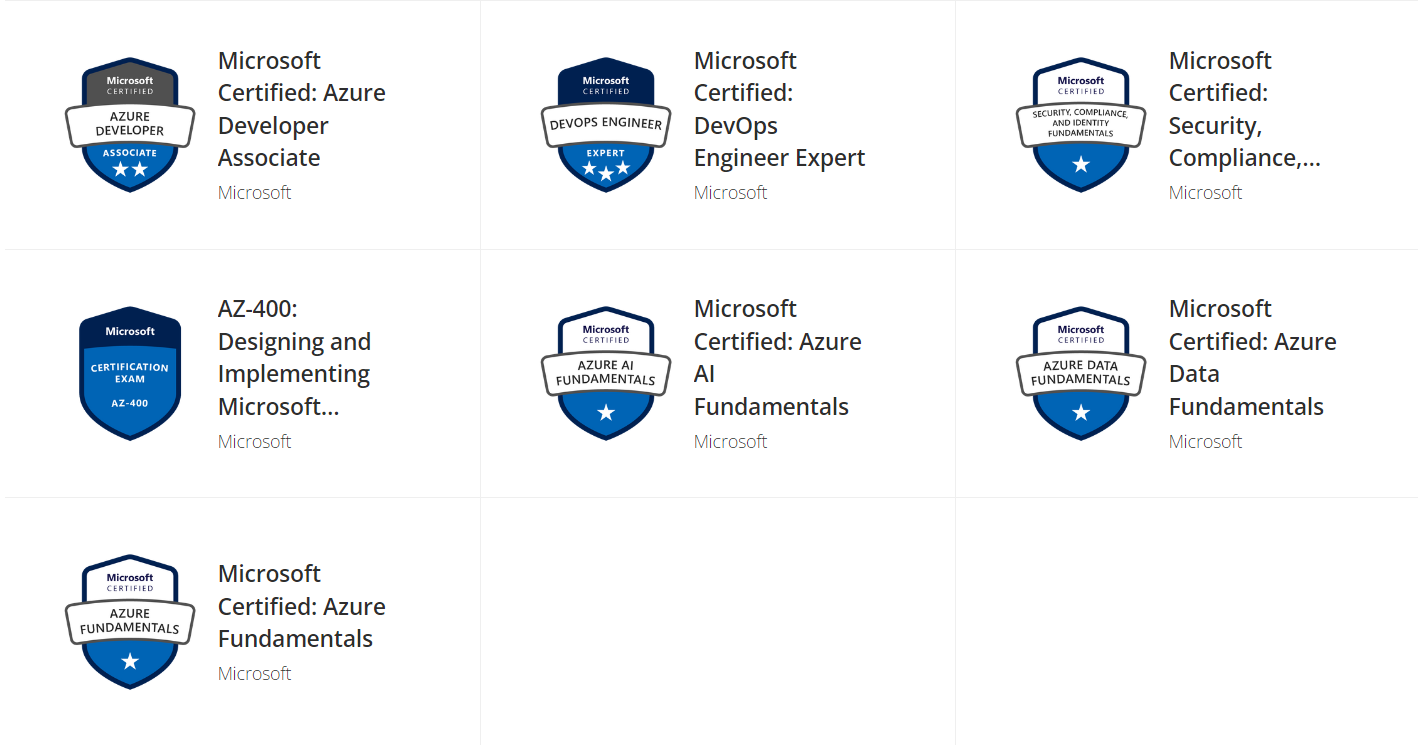 Microsoft
CERTIFIED
AZURE
DEVELOPER
ASSOCIATE
Microsoft
Certified: Azure
Developer
Associate
Microsoft
Microsoft
CERTIFIED
DEVOPS ENGINEER
EXPERT
Microsoft
Certified:
DevOps
Engineer Expert
Microsoft
Microsoft
CERTIFIED
SECURITY, COMPLIANCE,
AND IDENTITY
FUNDAMENTALS
Microsoft
Certified:
Security,
Compliance,...
Microsoft
Microsoft
CERTIFICATION
EXAM
AZ-400
AZ-400:
Designing and
Implementing
Microsoft...
Microsoft
Microsoft
CERTIFIED
AZURE AI
FUNDAMENTALS
Microsoft
Certified: Azure
AI
Fundamentals
Microsoft
Microsoft
CERTIFIED
AZURE DATA
FUNDAMENTALS
Microsoft
Certified: Azure
Data
Fundamentals
Microsoft
Microsoft
CERTIFIED
AZURE
FUNDAMENTALS
Microsoft
Certified: Azure
Fundamentals
Microsoft